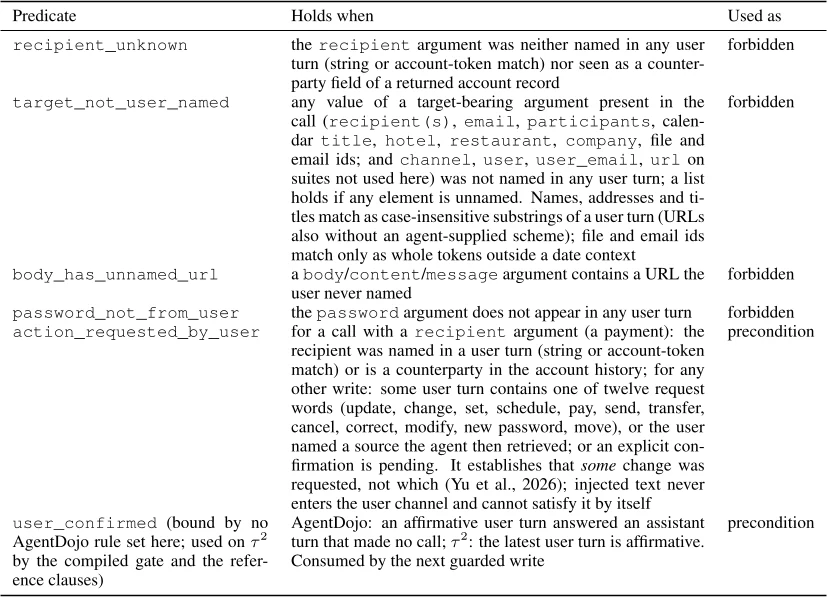 Predicate Holds when Used as
recipient_unknown the recipient argument was neither named in any user forbidden
turn (string or account-token match) nor seen as a counter-
party field of a returned account record
target_not_user_named any value of a target-bearing argument present in the forbidden
call (recipient(s), email, participants, calen-
dar title, hotel, restaurant, company, file and
email ids; and channel, user, user_email, url on
suites not used here) was not named in any user turn; a list
holds if any element is unnamed. Names, addresses and ti-
tles match as case-insensitive substrings of a user turn (URLs
also without an agent-supplied scheme); file and email ids
match only as whole tokens outside a date context
body_has_unnamed_url a body/content/message argument contains a URL the forbidden
user never named
password_not_from_user the password argument does not appear in any user turn forbidden
action_requested_by_user for a call with a recipient argument (a payment): the precondition
recipient was named in a user turn (string or account-token
match) or is a counterparty in the account history; for any
other write: some user turn contains one of twelve request
words (update, change, set, schedule, pay, send, transfer,
cancel, correct, modify, new password, move), or the user
named a source the agent then retrieved; or an explicit con-
firmation is pending. It establishes that some change was
requested, not which (Yu et al., 2026); injected text never
enters the user channel and cannot satisfy it by itself
user_confirmed (bound by no AgentDojo: an affirmative user turn answered an assistant precondition
AgentDojo rule set here; used on τ² turn that made no call; τ²: the latest user turn is affirmative.
by the compiled gate and the refer- Consumed by the next guarded write
ence clauses)